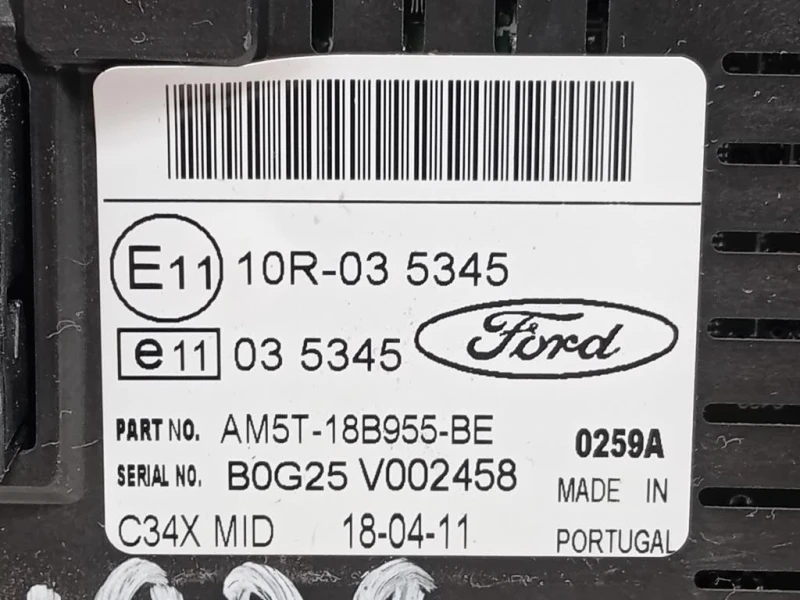 E11 10R-03 5345
e11 03 5345
Ford
PART NO. AM5T-18B955-BE
0259A
SERIAL NO. B0G25 V002458
MADE IN
PORTUGAL
C34X MID 18-04-11